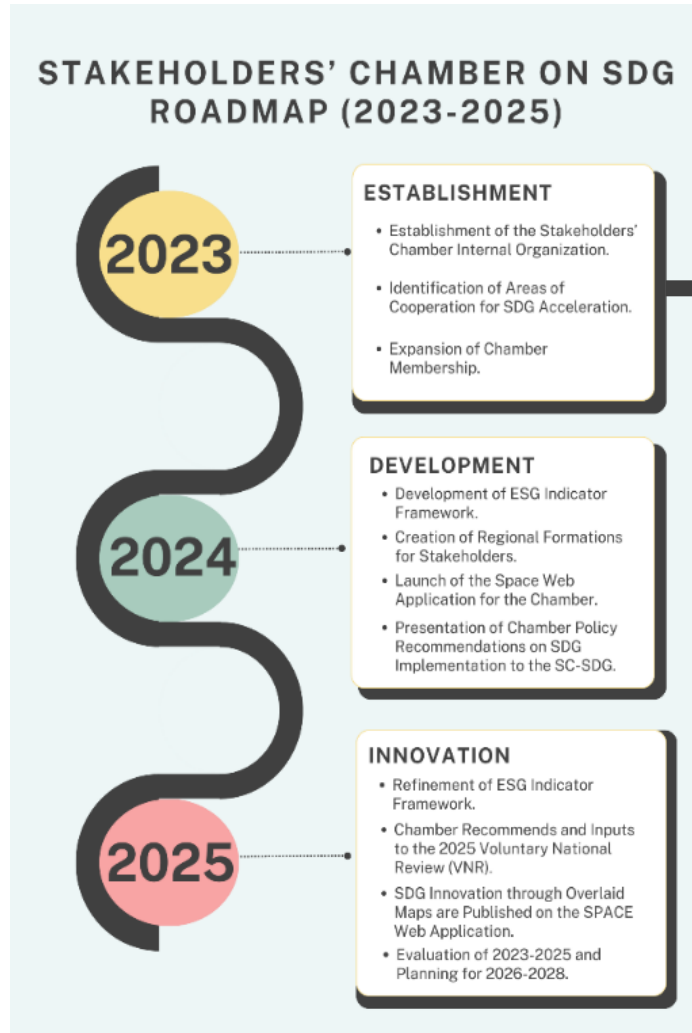 STAKEHOLDERS' CHAMBER ON SDG
ROADMAP (2023-2025)
2023
ESTABLISHMENT
• Establishment of the Stakeholders'
Chamber Internal Organization.
• Identification of Areas of
Cooperation for SDG Acceleration.
• Expansion of Chamber
Membership.
2024
DEVELOPMENT
• Development of ESG Indicator
Framework.
• Creation of Regional Formations
for Stakeholders.
• Launch of the Space Web
Application for the Chamber.
• Presentation of Chamber Policy
Recommendations on SDG
Implementation to the SC-SDG.
2025
INNOVATION
• Refinement of ESG Indicator
Framework.
• Chamber Recommends and Inputs
to the 2025 Voluntary National
Review (VNR).
• SDG Innovation through Overlaid
Maps are Published on the SPACE
Web Application.
• Evaluation of 2023-2025 and
Planning for 2026-2028.